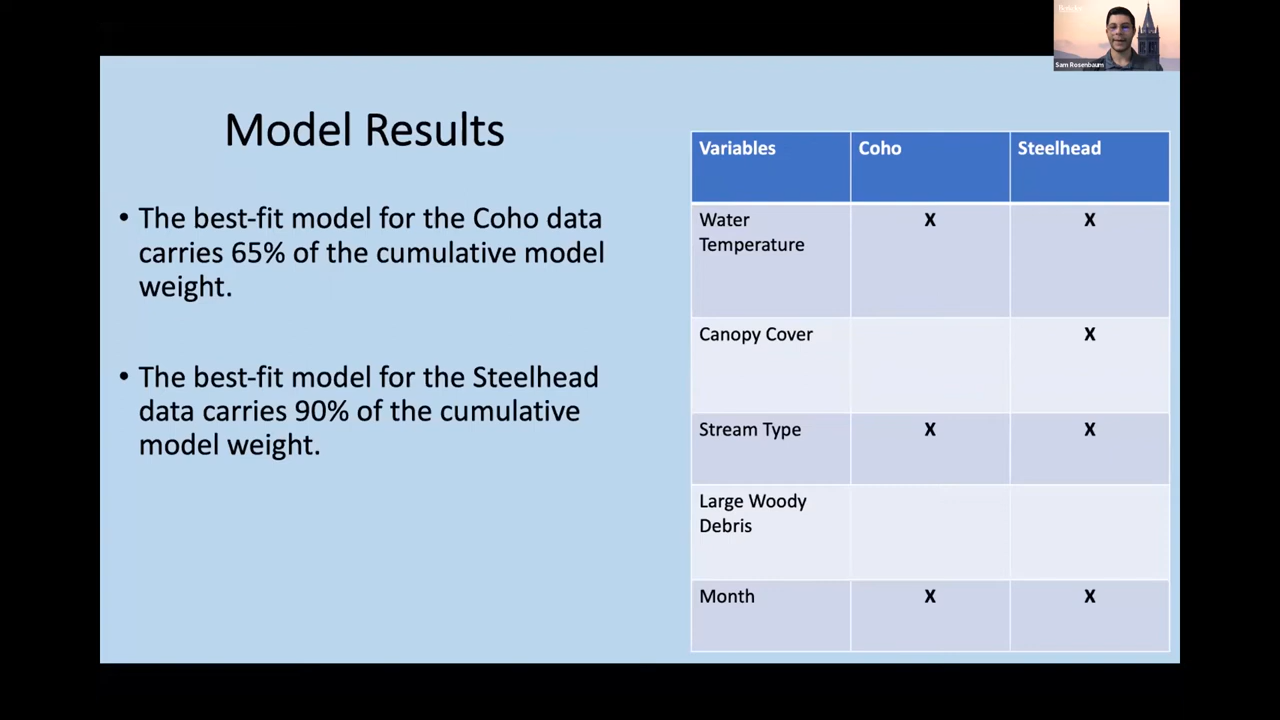 Sam Rosenbaum
Model Results
• The best-fit model for the Coho data
carries 65% of the cumulative model
weight.
• The best-fit model for the Steelhead
data carries 90% of the cumulative
model weight.
Variables Coho Steelhead
Water X X
Temperature
Canopy Cover X
Stream Type X X
Large Woody
Debris
Month X X